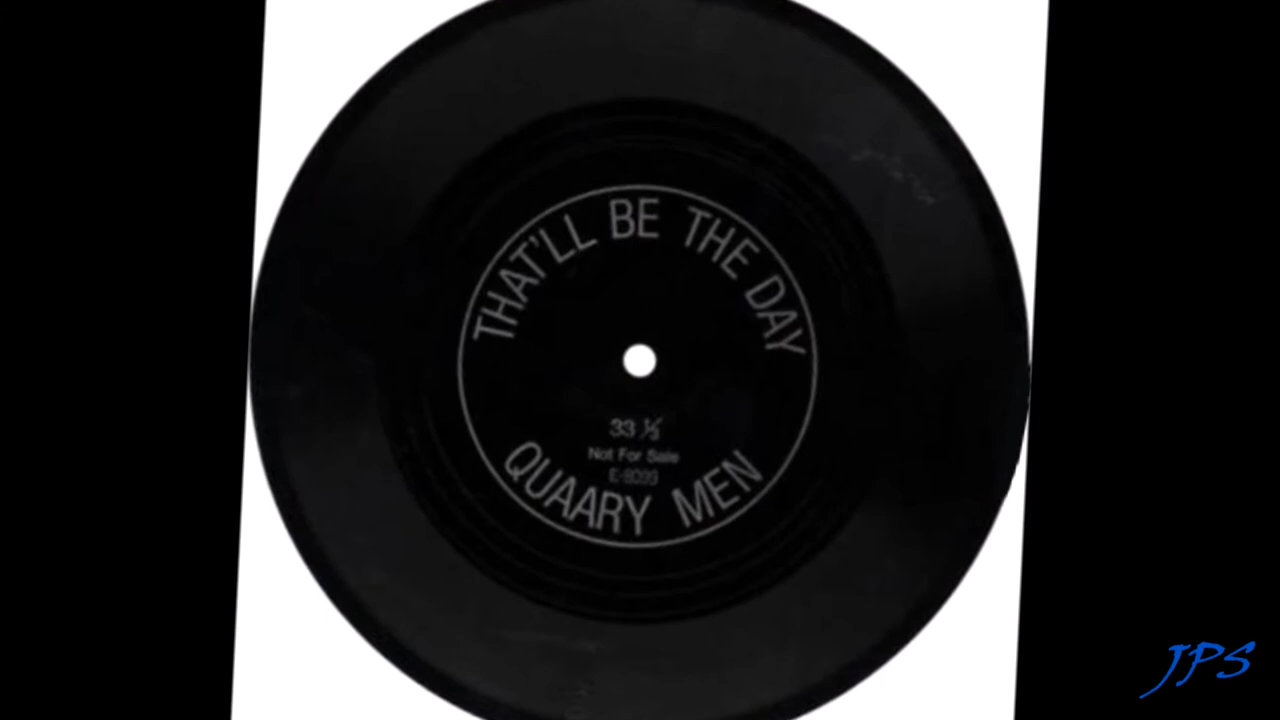 THAT'LL BE THE DAY
33 ⅓
Not For Sale
QUAARY MEN
JPS